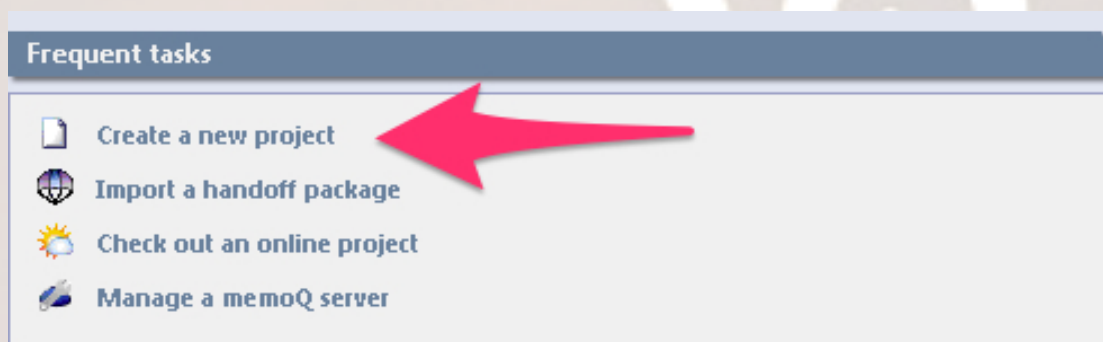 Frequent tasks
Create a new project
Import a handoff package
Check out an online project
Manage a memoQ server